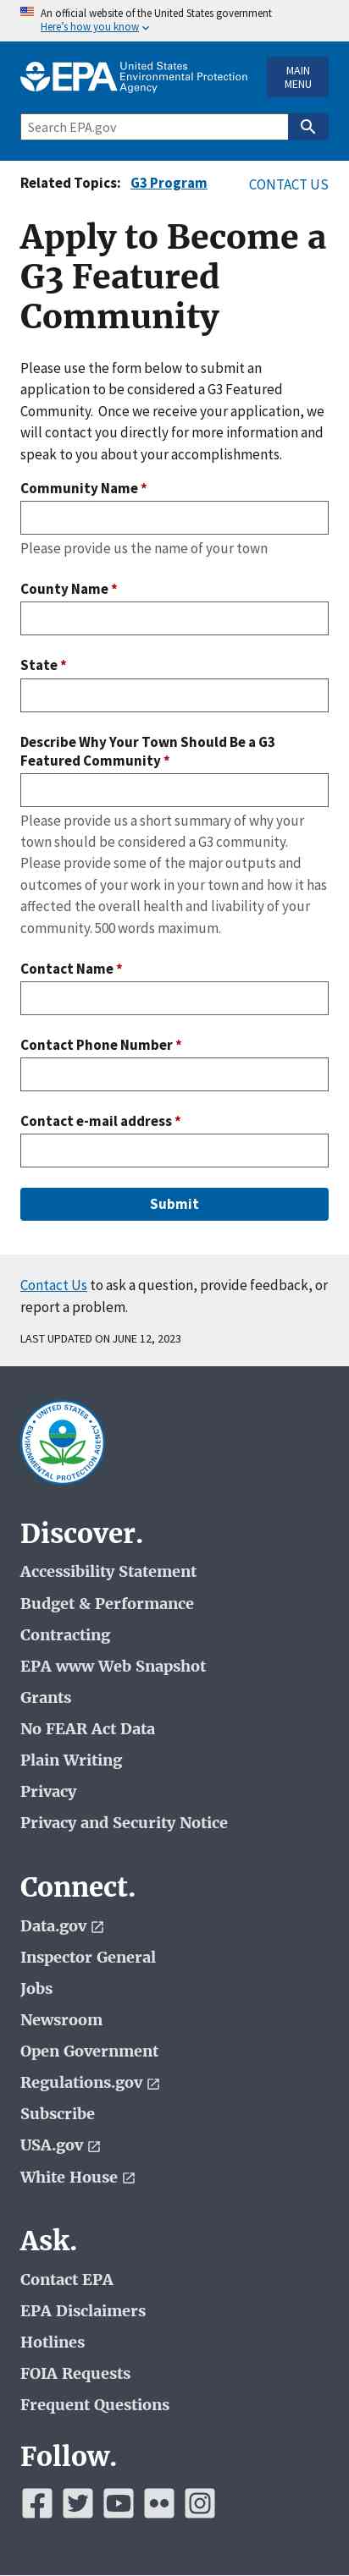 An official website of the United States government
Here's how you know
EPA United States
Environmental Protection
Agency
MAIN
MENU
Search EPA.gov
Related Topics: G3 Program
CONTACT US
Apply to Become a
G3 Featured
Community
Please use the form below to submit an
application to be considered a G3 Featured
Community. Once we receive your application, we
will contact you directly for more information and
speak to you about your accomplishments.
Community Name *
Please provide us the name of your town
County Name *
State *
Describe Why Your Town Should Be a G3
Featured Community *
Please provide us a short summary of why your
town should be considered a G3 community.
Please provide some of the major outputs and
outcomes of your work in your town and how it has
affected the overall health and livability of your
community. 500 words maximum.
Contact Name *
Contact Phone Number *
Contact e-mail address *
Submit
Contact Us to ask a question, provide feedback, or
report a problem.
LAST UPDATED ON JUNE 12, 2023
UNITED STATES
ENVIRONMENTAL PROTECTION AGENCY
Discover.
Accessibility Statement
Budget & Performance
Contracting
EPA www Web Snapshot
Grants
No FEAR Act Data
Plain Writing
Privacy
Privacy and Security Notice
Connect.
Data.gov
Inspector General
Jobs
Newsroom
Open Government
Regulations.gov
Subscribe
USA.gov
White House
Ask.
Contact EPA
EPA Disclaimers
Hotlines
FOIA Requests
Frequent Questions
Follow.